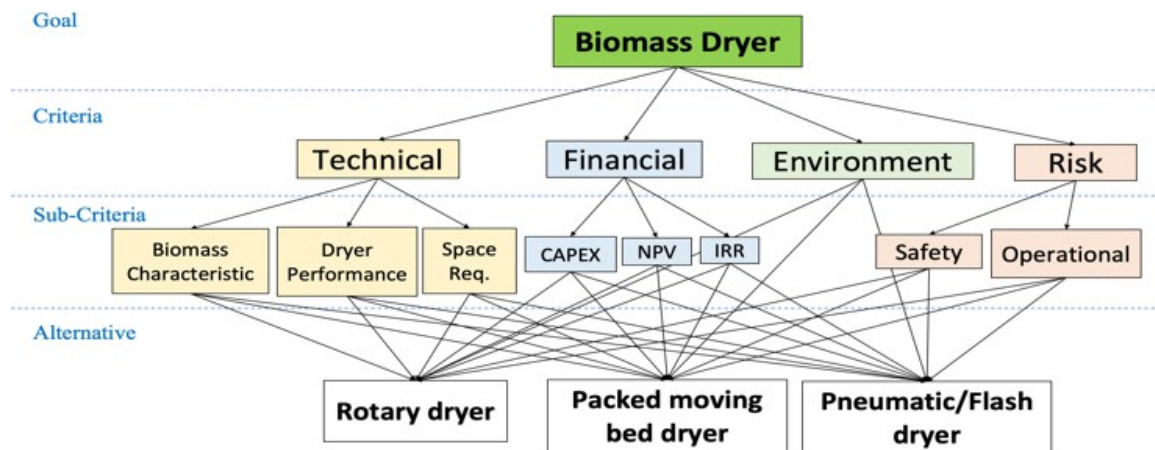 Goal
Biomass Dryer
Criteria
Technical
Financial
Environment
Risk
Sub-Criteria
Biomass
Characteristic
Dryer
Performance
Space
Req.
CAPEX
NPV
IRR
Safety
Operational
Alternative
Rotary dryer
Packed moving
bed dryer
Pneumatic/Flash
dryer